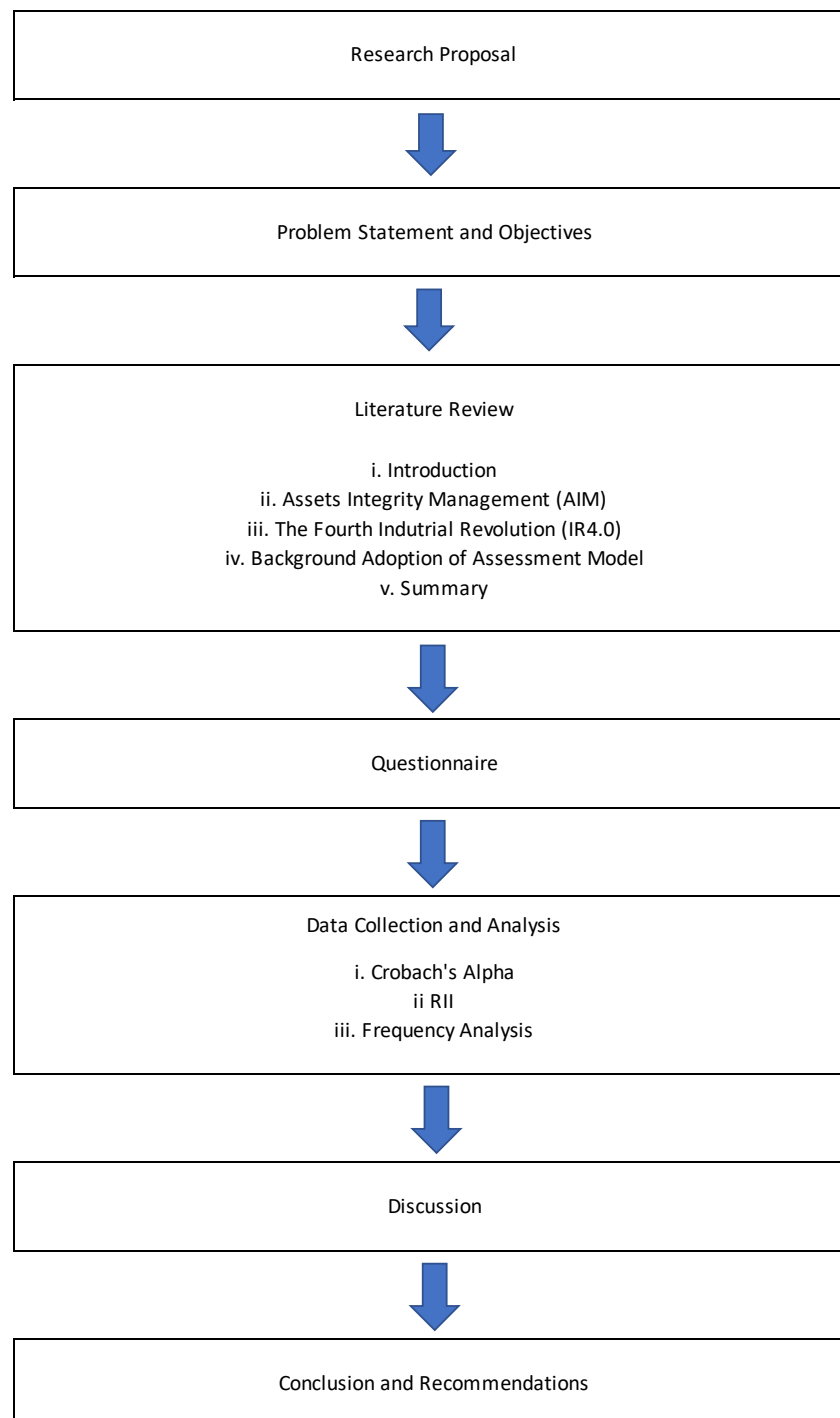 Research Proposal
Problem Statement and Objectives
Literature Review
i. Introduction
ii. Assets Integrity Management (AIM)
iii. The Fourth Indutrial Revolution (IR4.0)
iv. Background Adoption of Assessment Model
v. Summary
Questionnaire
Data Collection and Analysis
i. Crobach's Alpha
ii RII
iii. Frequency Analysis
Discussion
Conclusion and Recommendations